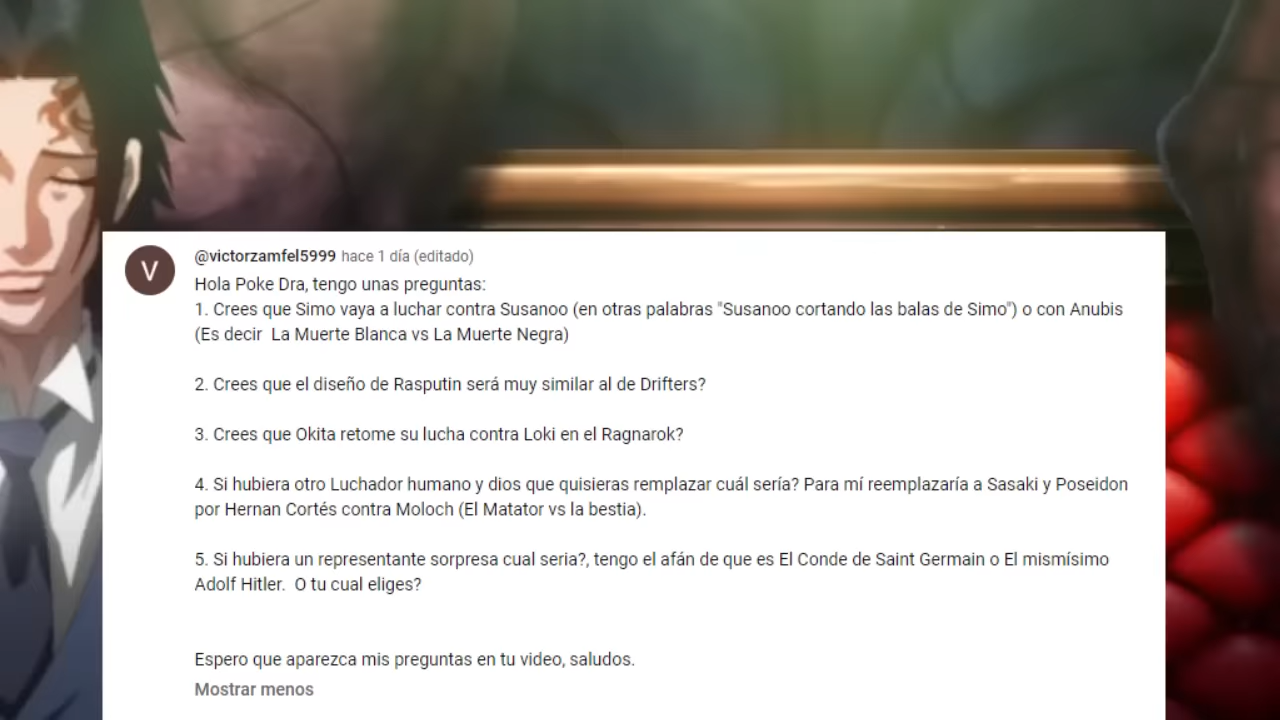 V
@victorzamfel5999 hace 1 día (editado)
Hola Poke Dra, tengo unas preguntas:
1. Crees que Simo vaya a luchar contra Susanoo (en otras palabras "Susanoo cortando las balas de Simo") o con Anubis
(Es decir  La Muerte Blanca vs La Muerte Negra)
2. Crees que el diseño de Rasputin será muy similar al de Drifters?
3. Crees que Okita retome su lucha contra Loki en el Ragnarok?
4. Si hubiera otro Luchador humano y dios que quisieras remplazar cuál sería? Para mí reemplazaría a Sasaki y Poseidon
por Hernan Cortés contra Moloch (El Matator vs la bestia).
5. Si hubiera un representante sorpresa cual seria?, tengo el afán de que es El Conde de Saint Germain o El mismísimo
Adolf Hitler.  O tu cual eliges?
Espero que aparezca mis preguntas en tu video, saludos.
Mostrar menos